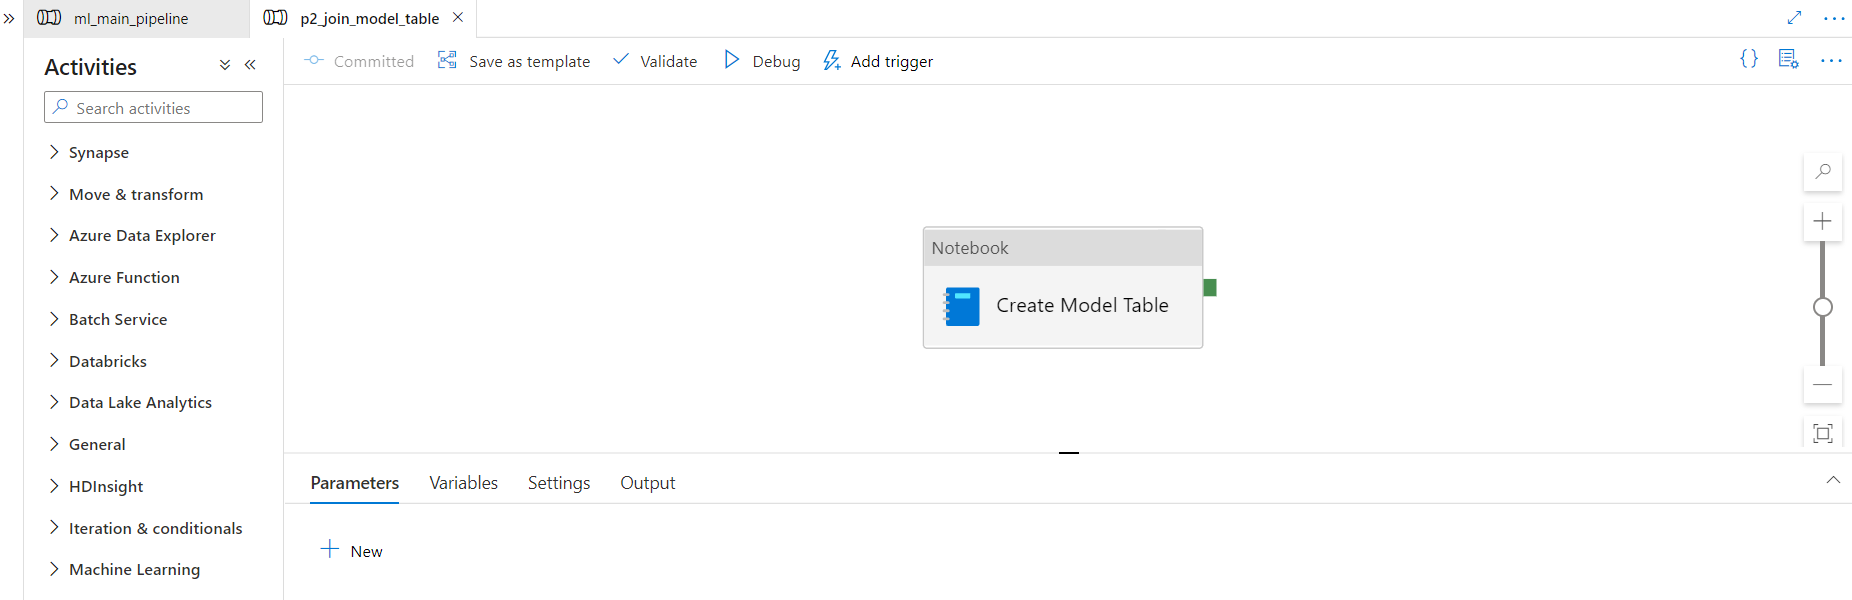 ml_main_pipeline
p2_join_model_table
Activities
Search activities
Synapse
Move & transform
Azure Data Explorer
Azure Function
Batch Service
Databricks
Data Lake Analytics
General
HDInsight
Iteration & conditionals
Machine Learning
Committed
Save as template
Validate
Debug
Add trigger
Notebook
Create Model Table
Parameters
Variables
Settings
Output
New